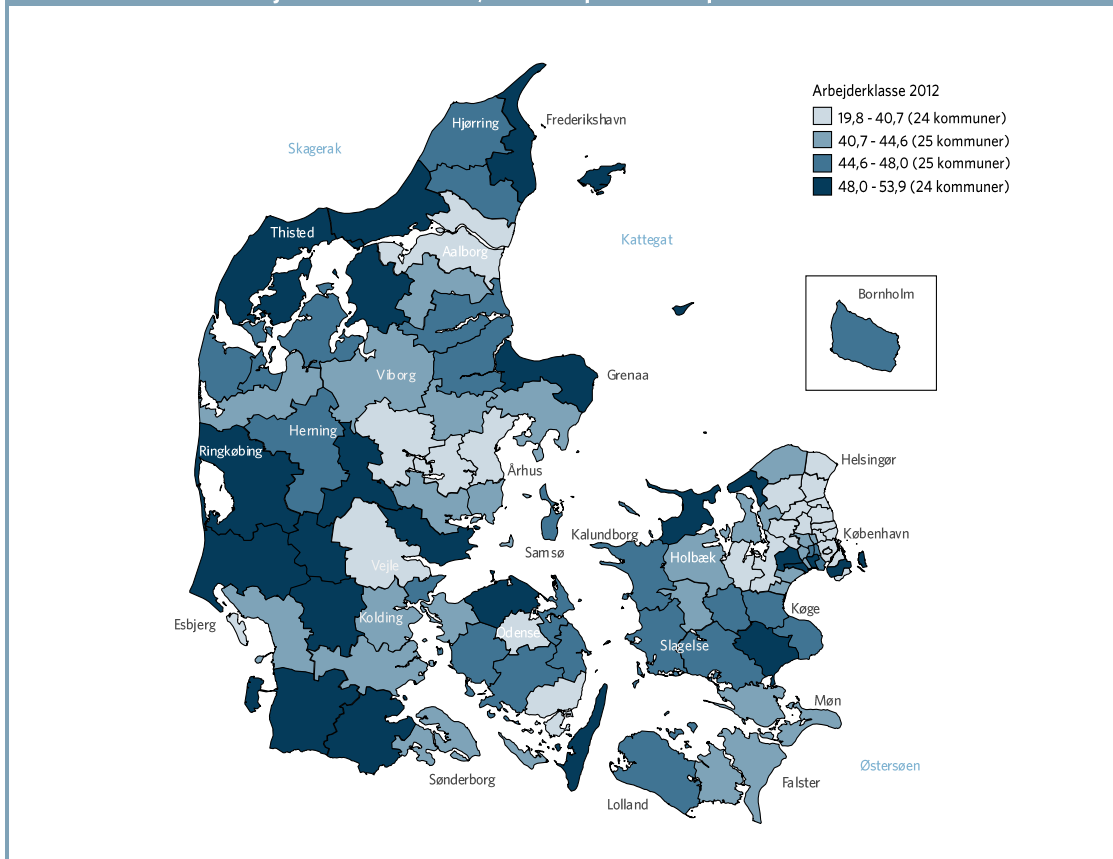 Arbejderklasse 2012
19,8 - 40,7 (24 kommuner)
40,7 - 44,6 (25 kommuner)
44,6 - 48,0 (25 kommuner)
48,0 - 53,9 (24 kommuner)
Hjørring
Frederikshavn
Skagerak
Thisted
Kattegat
Aalborg
Bornholm
Viborg
Grenaa
Herning
Ringkøbing
Helsingør
Århus
København
Kalundborg
Samsø
Holbæk
Vejle
Køge
Kolding
Esbjerg
Odense
Slagelse
Møn
Østersøen
Sønderborg
Falster
Lolland